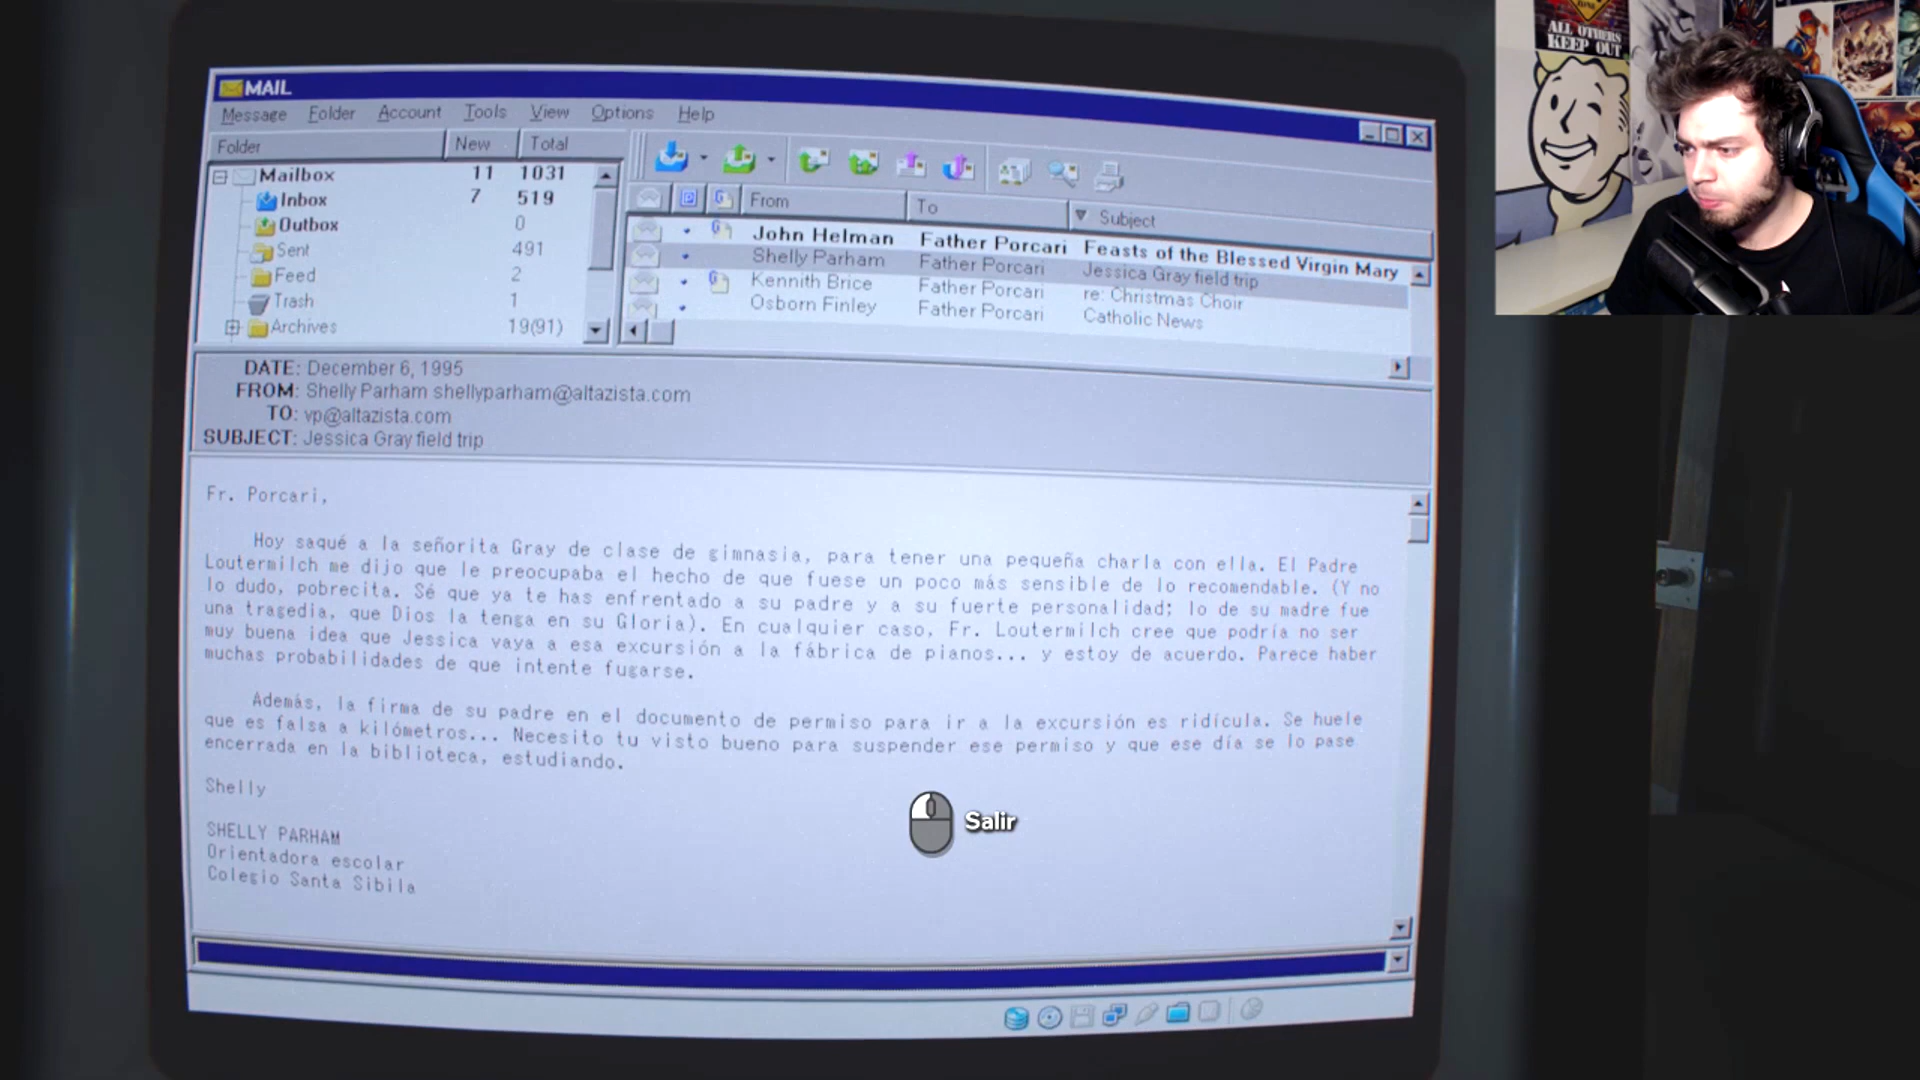 MAIL
Message Folder Account Tools View Options Help
Folder New Total
Mailbox 11 1031
Inbox 7 519
Outbox 0
Sent 491
Feed 2
Trash 1
Archives 19(91)
From To Subject
John Helman Father Porcari Feasts of the Blessed Virgin Mary
Shelly Parham Father Porcari Jessica Gray field trip
Kennith Brice Father Porcari re: Christmas Choir
Osborn Finley Father Porcari Catholic News
DATE: December 6, 1995
FROM: Shelly Parham shellyparham@altazista.com
TO: vp@altazista.com
SUBJECT: Jessica Gray field trip
Fr. Porcari,
Hoy saqué a la señorita Gray de clase de gimnasia, para tener una pequeña charla con ella. El Padre
Loutermilch me dijo que le preocupaba el hecho de que fuese un poco más sensible de lo recomendable. (Y no
lo dudo, pobrecita. Sé que ya te has enfrentado a su padre y a su fuerte personalidad; lo de su madre fue
una tragedia, que Dios la tenga en su Gloria). En cualquier caso, Fr. Loutermilch cree que podría no ser
muy buena idea que Jessica vaya a esa excursión a la fábrica de pianos... y estoy de acuerdo. Parece haber
muchas probabilidades de que intente fugarse.
Además, la firma de su padre en el documento de permiso para ir a la excursión es ridícula. Se huele
que es falsa a kilómetros... Necesito tu visto bueno para suspender ese permiso y que ese día se lo pase
encerrada en la biblioteca, estudiando.
Shelly
SHELLY PARHAM
Orientadora escolar
Colegio Santa Sibila
Salir
ZONE
ALL OTHERS
KEEP OUT